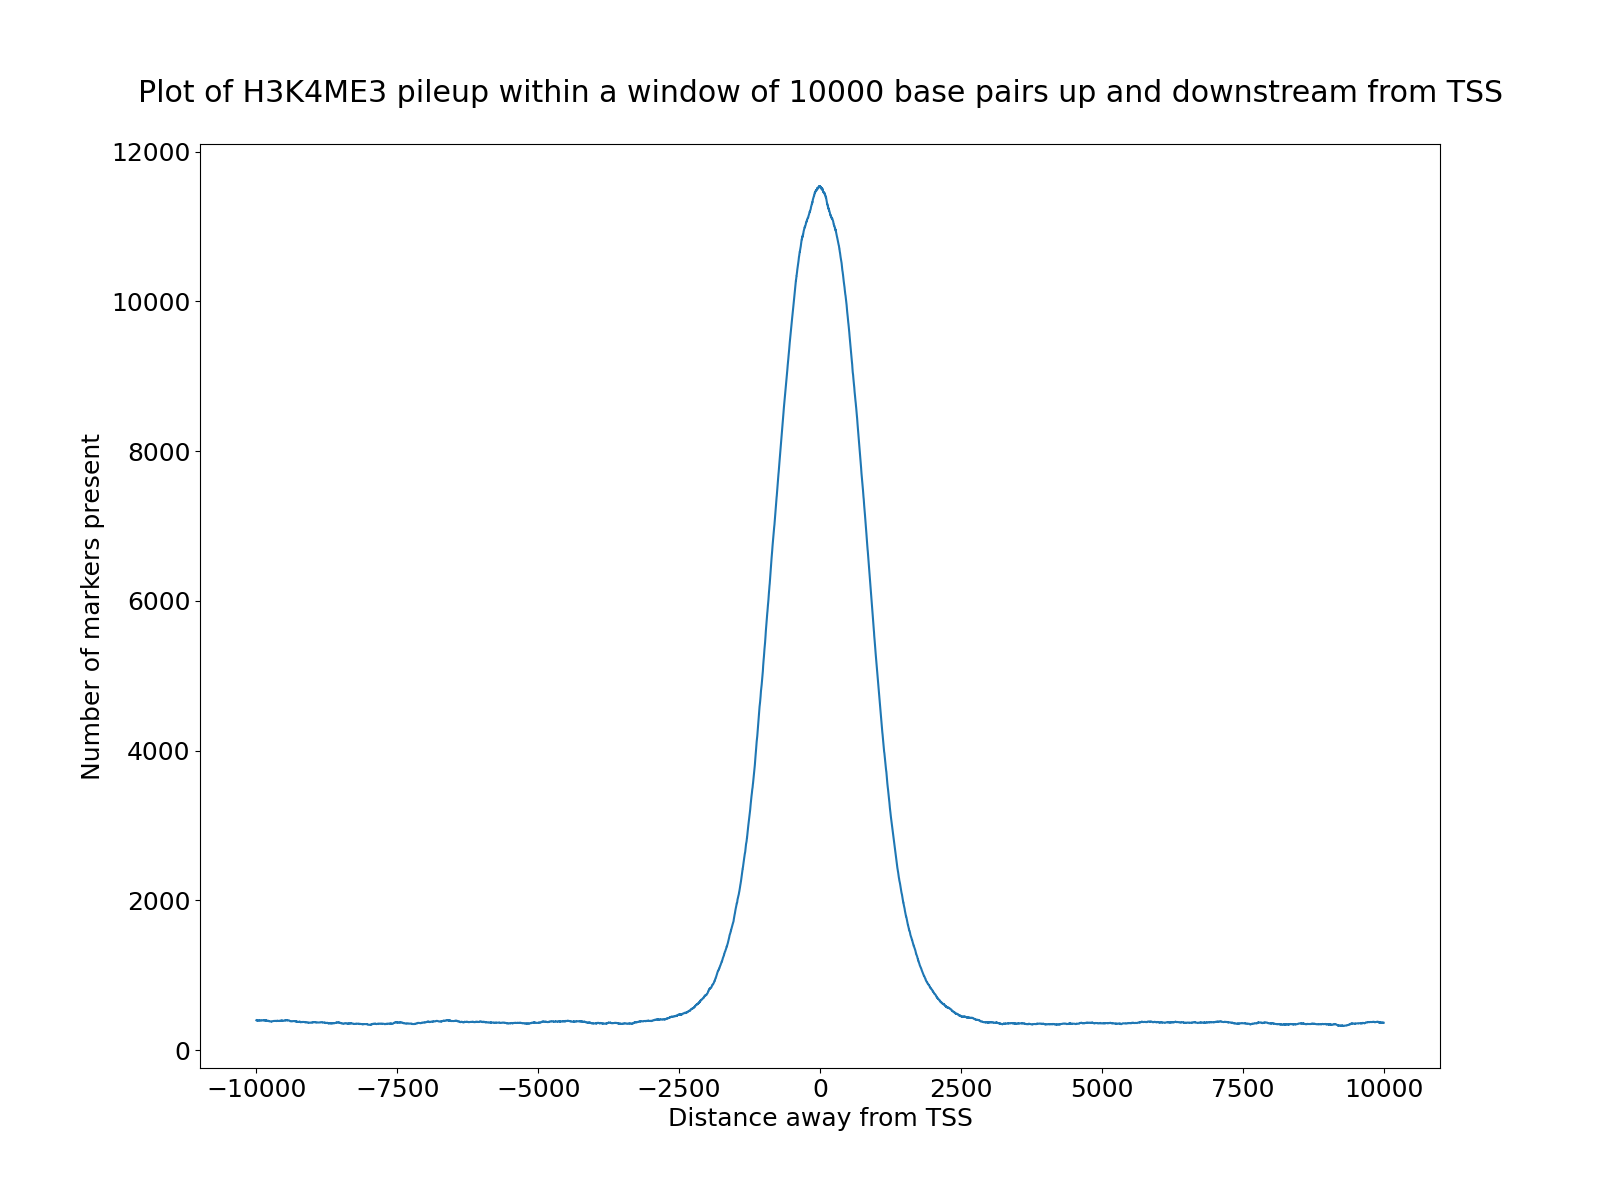 Plot of H3K4ME3 pileup within a window of 10000 base pairs up and downstream from TSS
12000
10000
8000
6000
4000
2000
0
Number of markers present
−10000 −7500 −5000 −2500 0 2500 5000 7500 10000
Distance away from TSS